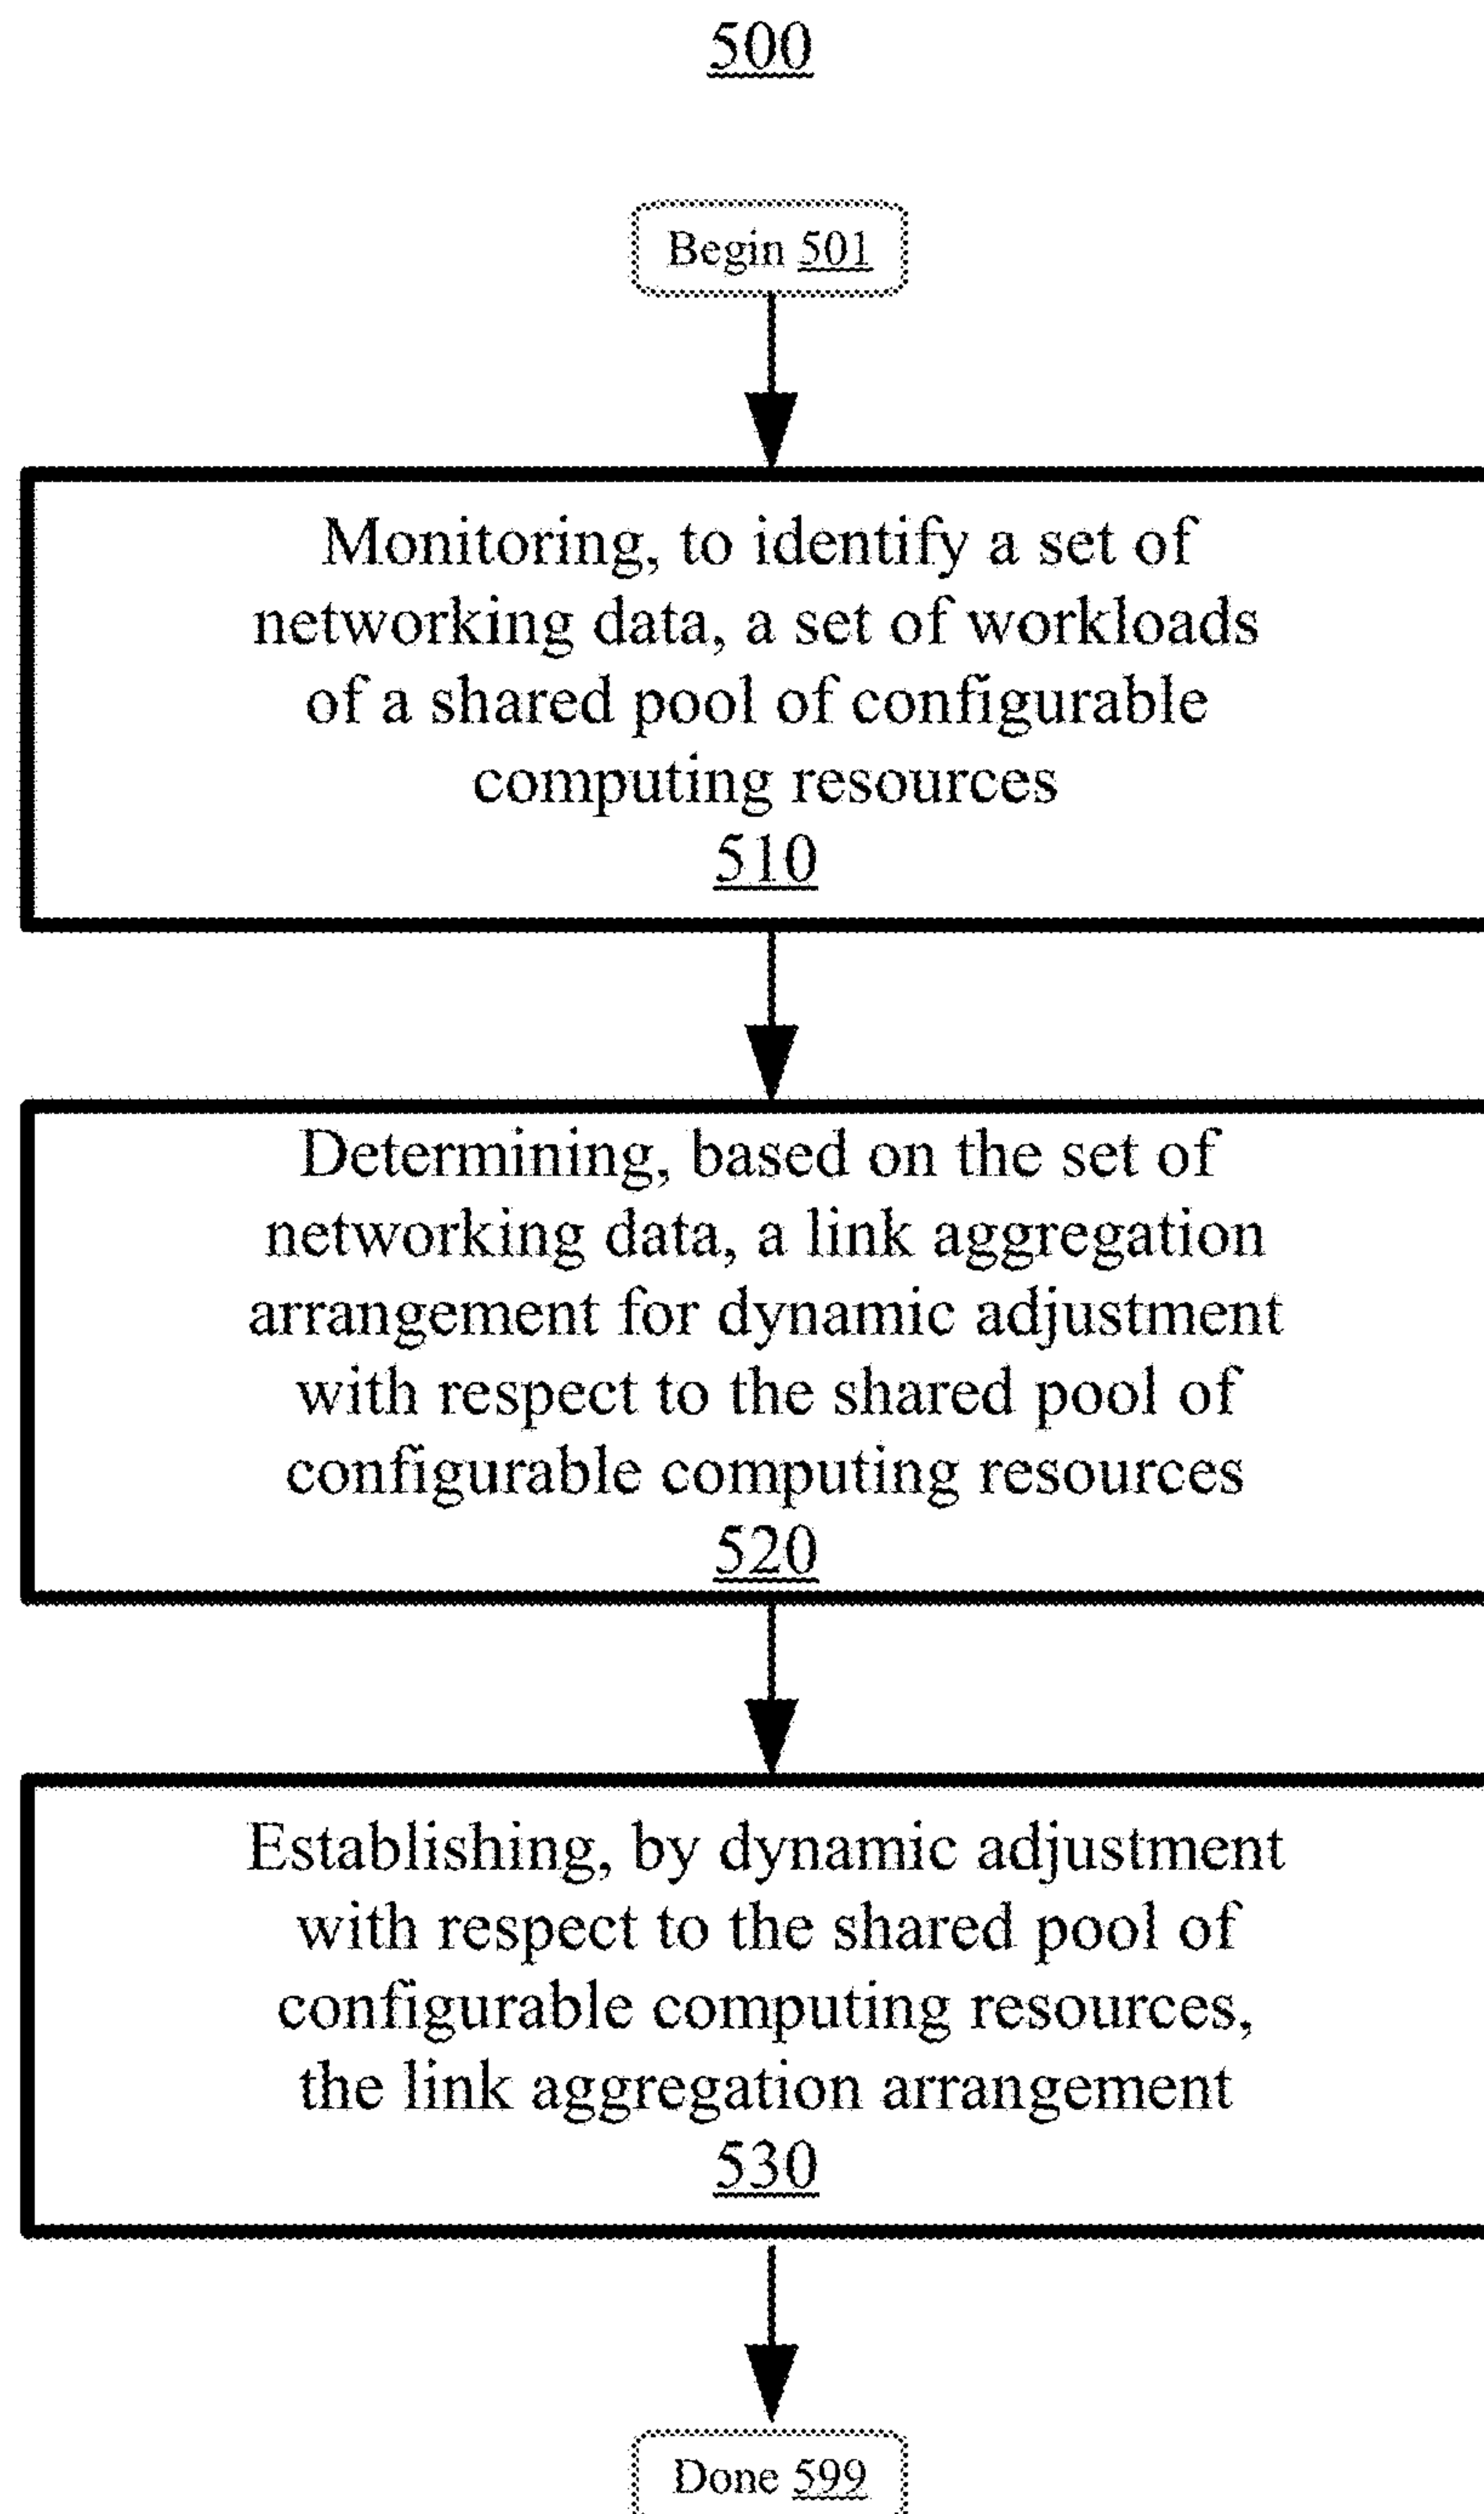 500
Begin 501
Monitoring, to identify a set of
networking data, a set of workloads
of a shared pool of configurable
computing resources
510
Determining, based on the set of
networking data, a link aggregation
arrangement for dynamic adjustment
with respect to the shared pool of
configurable computing resources
520
Establishing, by dynamic adjustment
with respect to the shared pool of
configurable computing resources,
the link aggregation arrangement
530
Done 599